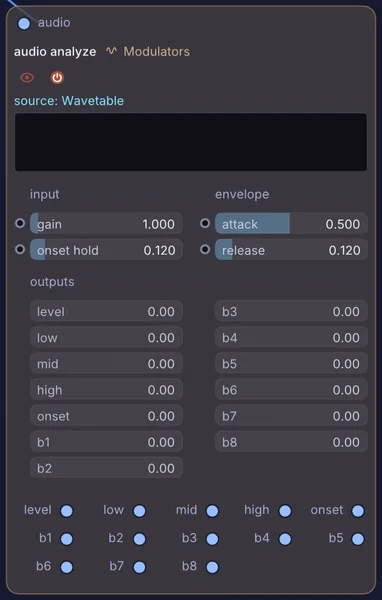 audio
audio analyze Modulators
source: Wavetable
input envelope
gain 1.000 attack 0.500
onset hold 0.120 release 0.120
outputs
level 0.00 b3 0.00
low 0.00 b4 0.00
mid 0.00 b5 0.00
high 0.00 b6 0.00
onset 0.00 b7 0.00
b1 0.00 b8 0.00
b2 0.00
level low mid high onset
b1 b2 b3 b4 b5
b6 b7 b8